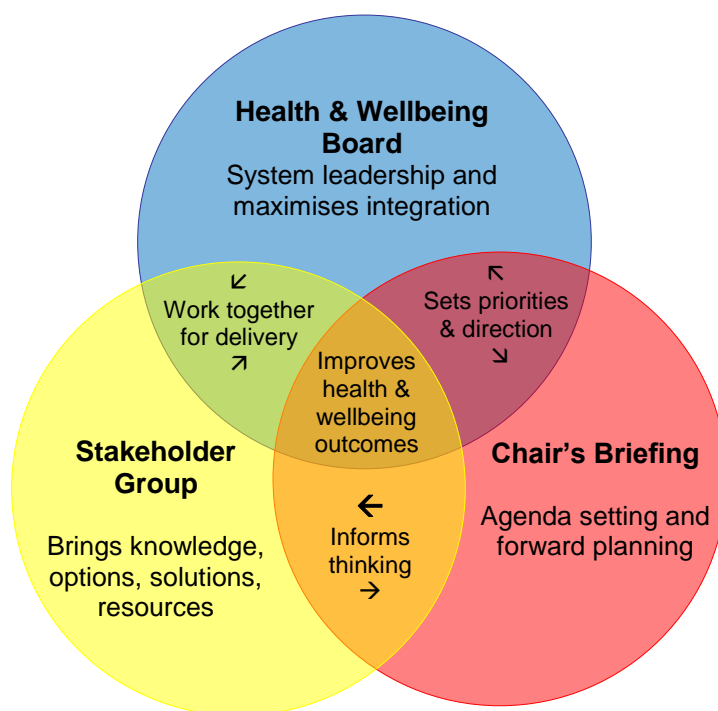 Health & Wellbeing
Board
System leadership and
maximises integration
↙
Work together
for delivery
↗
↖
Sets priorities
& direction
↘
Improves
health &
wellbeing
outcomes
Stakeholder
Group
Brings knowledge,
options, solutions,
resources
Chair's Briefing
Agenda setting and
forward planning
←
Informs
thinking
→